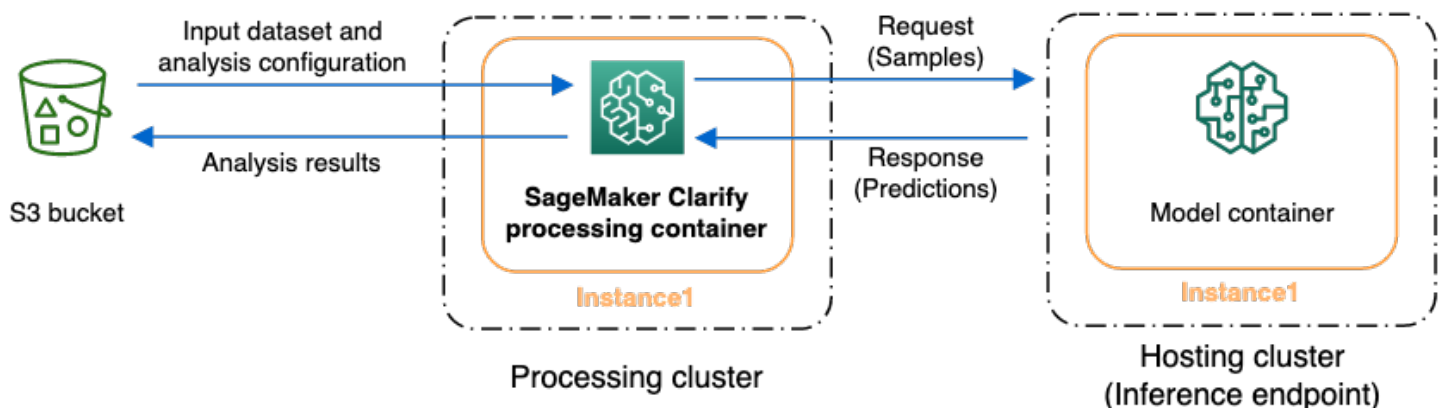 Input dataset and
analysis configuration
Analysis results
S3 bucket
SageMaker Clarify
processing container
Instance1
Processing cluster
Request
(Samples)
Response
(Predictions)
Model container
Instance1
Hosting cluster
(Inference endpoint)